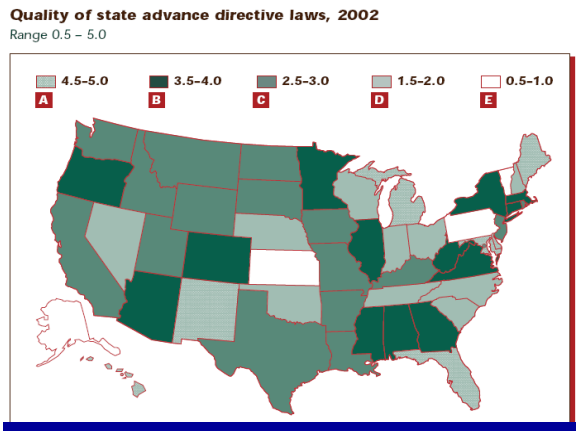 Quality of state advance directive laws, 2002
Range 0.5 – 5.0
4.5–5.0 3.5–4.0 2.5–3.0 1.5–2.0 0.5–1.0
A B C D E